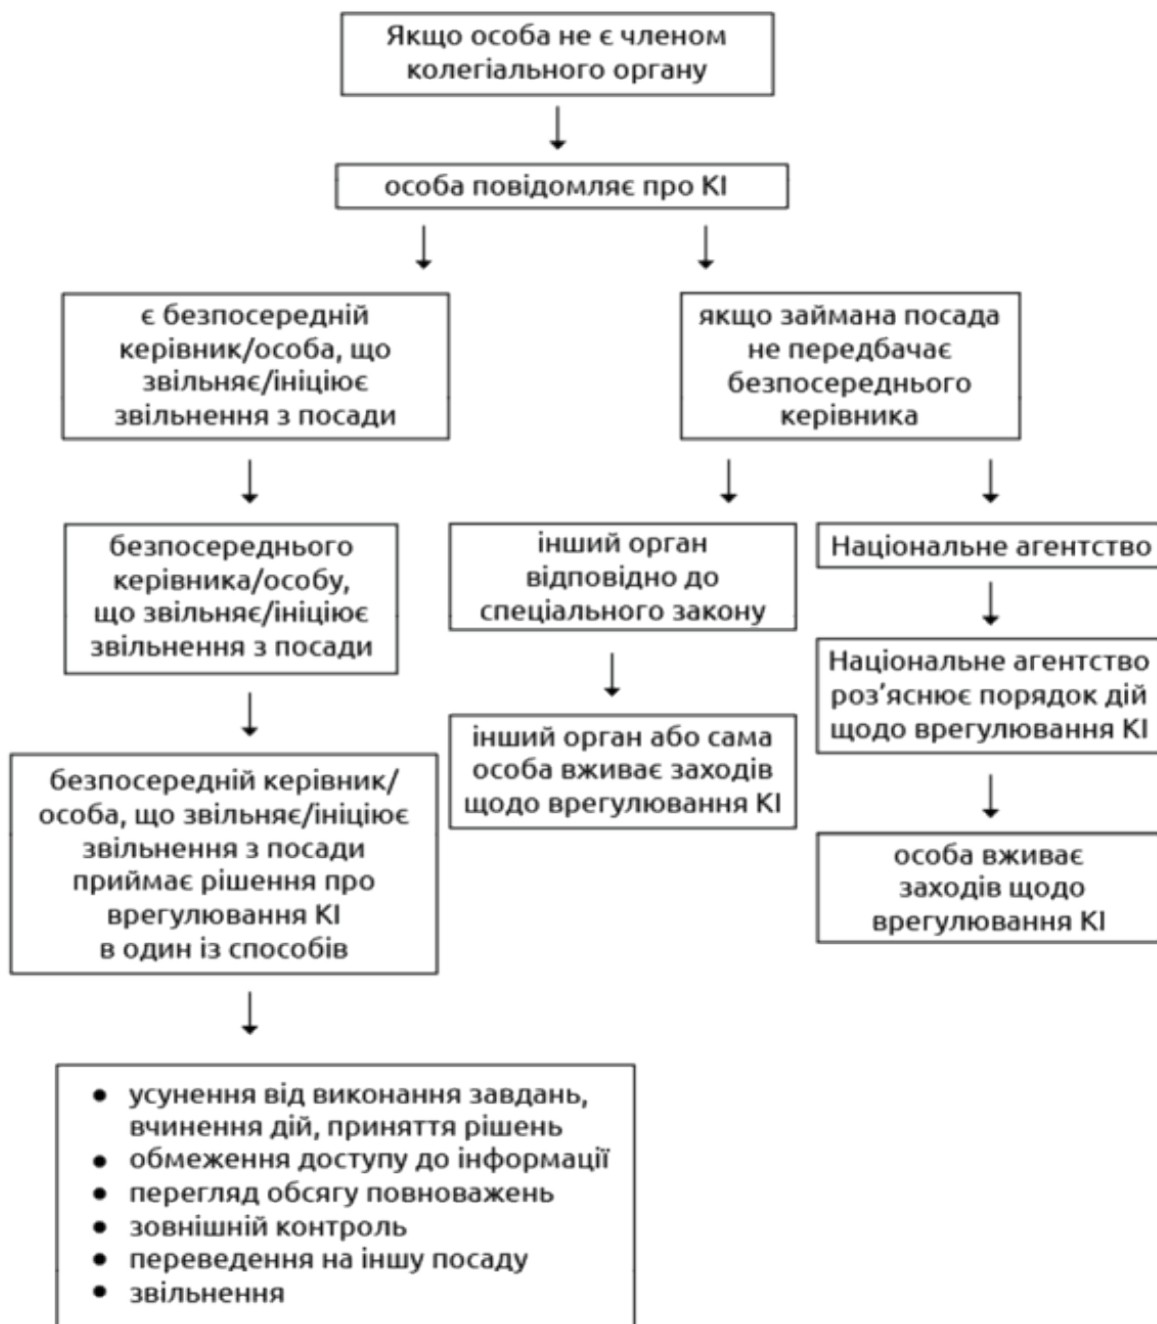 Якщо особа не є членом
колегіального органу
особа повідомляє про КІ
є безпосередній
керівник/особа, що
звільняє/ініціює
звільнення з посади
якщо займана посада
не передбачає
безпосереднього
керівника
безпосереднього
керівника/особу,
що звільняє/ініціює
звільнення з посади
інший орган
відповідно до
спеціального закону
Національне агентство
Національне агентство
роз’яснює порядок дій
щодо врегулювання КІ
інший орган або сама
особа вживає заходів
щодо врегулювання КІ
безпосередній керівник/
особа, що звільняє/ініціює
звільнення з посади
приймає рішення про
врегулювання КІ
в один із способів
особа вживає
заходів щодо
врегулювання КІ
● усунення від виконання завдань,
вчинення дій, прийняття рішень
● обмеження доступу до інформації
● перегляд обсягу повноважень
● зовнішній контроль
● переведення на іншу посаду
● звільнення